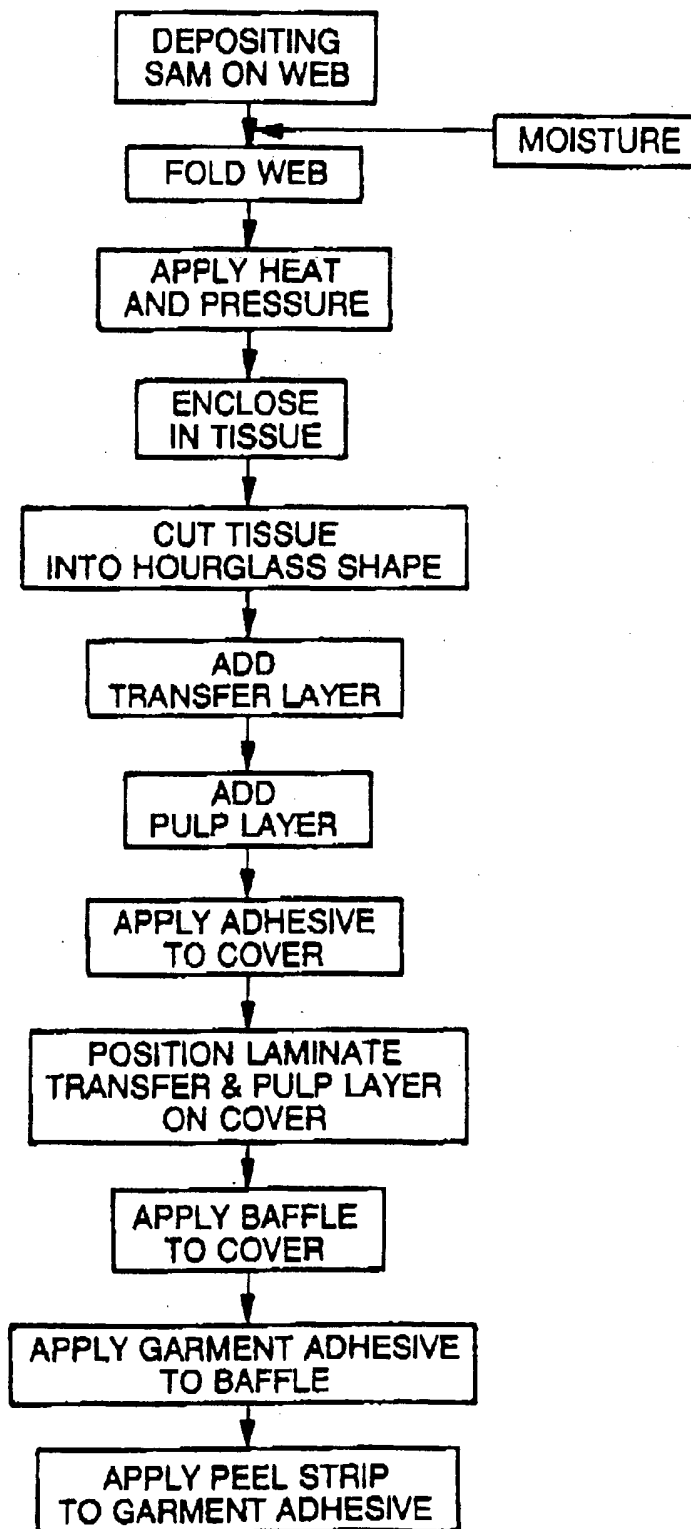 DEPOSITING
SAM ON WEB
MOISTURE
FOLD WEB
APPLY HEAT
AND PRESSURE
ENCLOSE
IN TISSUE
CUT TISSUE
INTO HOURGLASS SHAPE
ADD
TRANSFER LAYER
ADD
PULP LAYER
APPLY ADHESIVE
TO COVER
POSITION LAMINATE
TRANSFER & PULP LAYER
ON COVER
APPLY BAFFLE
TO COVER
APPLY GARMENT ADHESIVE
TO BAFFLE
APPLY PEEL STRIP
TO GARMENT ADHESIVE